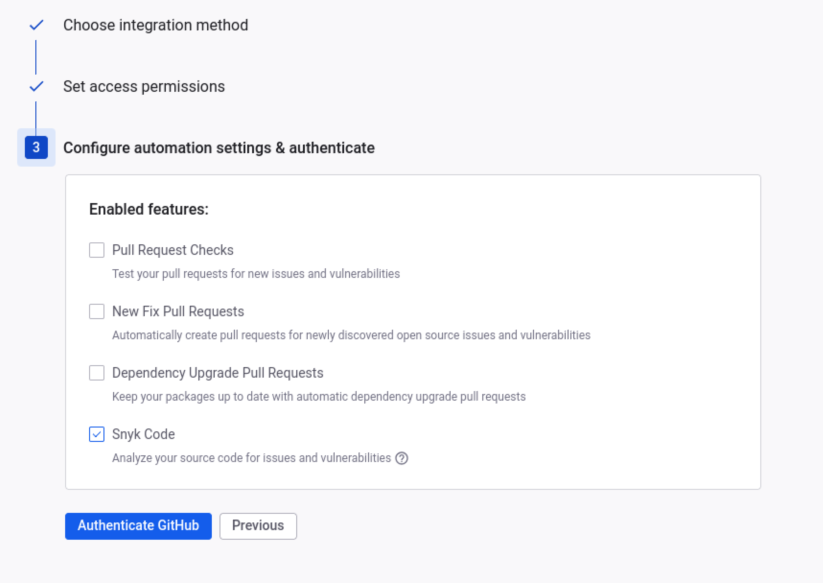 Choose integration method
Set access permissions
3
Configure automation settings & authenticate
Enabled features:
Pull Request Checks
Test your pull requests for new issues and vulnerabilities
New Fix Pull Requests
Automatically create pull requests for newly discovered open source issues and vulnerabilities
Dependency Upgrade Pull Requests
Keep your packages up to date with automatic dependency upgrade pull requests
Snyk Code
Analyze your source code for issues and vulnerabilities ?
Authenticate GitHub
Previous